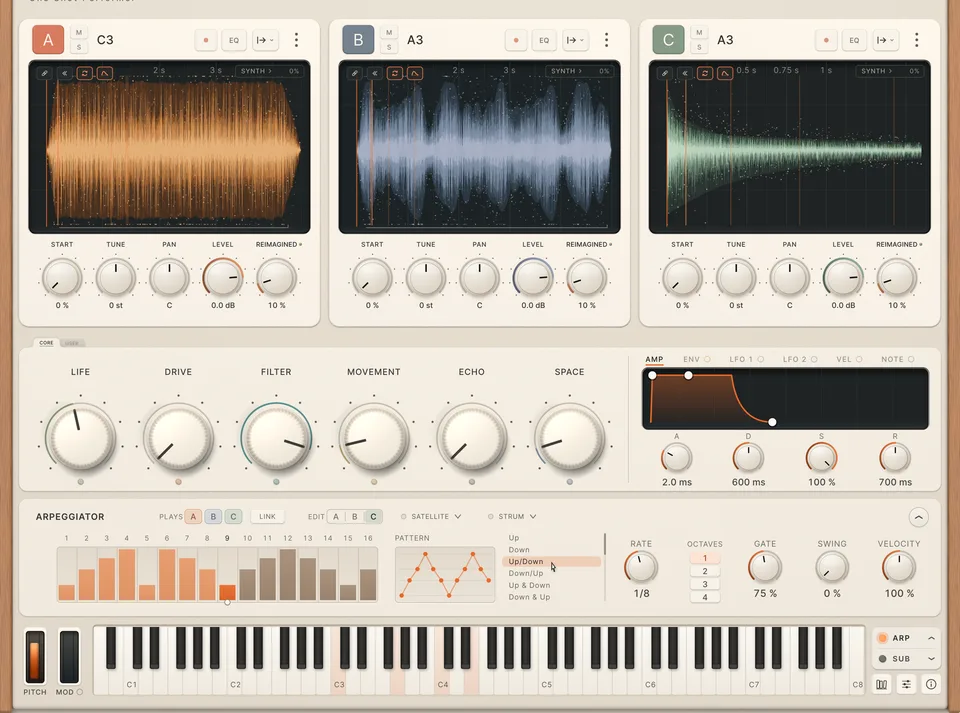 A M S C3 EQ
B M S A3 EQ
C M S A3 EQ
2 s 3 s SYNTH > 0%
2 s 3 s SYNTH > 0%
0.5 s 0.75 s 1 s SYNTH > 0%
START TUNE PAN LEVEL REIMAGINED
0 % 0 st C 0.0 dB 10 %
START TUNE PAN LEVEL REIMAGINED
0 % 0 st C 0.0 dB 10 %
START TUNE PAN LEVEL REIMAGINED
0 % 0 st C 0.0 dB 10 %
CORE
LIFE DRIVE FILTER MOVEMENT ECHO SPACE
AMP ENV LFO 1 LFO 2 VEL NOTE
A D S R
2.0 ms 600 ms 100 % 700 ms
ARPEGGIATOR PLAYS A B C LINK EDIT A B C SATELLITE STRUM
1 2 3 4 5 6 7 8 9 10 11 12 13 14 15 16
PATTERN
Up
Down
Up/Down
Down/Up
Up & Down
Down & Up
RATE
1/8
OCTAVES
1
2
3
4
GATE
75 %
SWING
0 %
VELOCITY
100 %
PITCH MOD
C1 C2 C3 C4 C5 C6 C7 C8
ARP
SUB